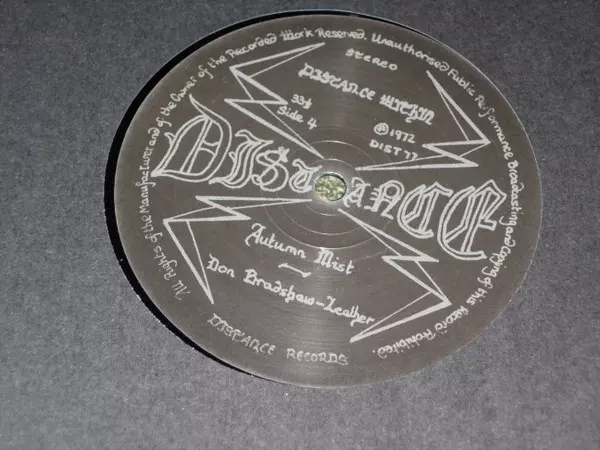 All Rights of the Manufacturer and of the Owner of the Recorded Work Reserved. Unauthorised Public Performance Broadcasting and Copying of this Record Prohibited.
STEREO
DISTANCE WITHIN
33⅓
Side 4
℗ 1972
DIST 77
DISTANCE
Autumn Mist
Don Bradshaw-Leather
DISTANCE RECORDS